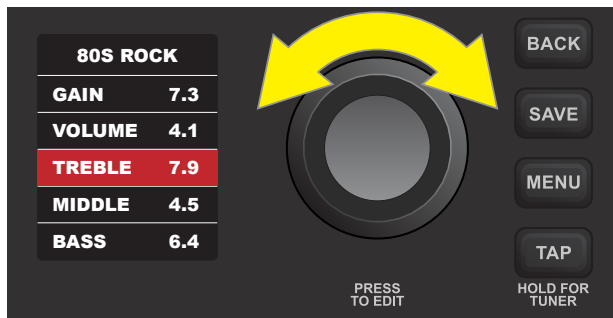 80S ROCK
GAIN 7.3
VOLUME 4.1
TREBLE 7.9
MIDDLE 4.5
BASS 6.4
PRESS
TO EDIT
BACK
SAVE
MENU
TAP
HOLD FOR
TUNER